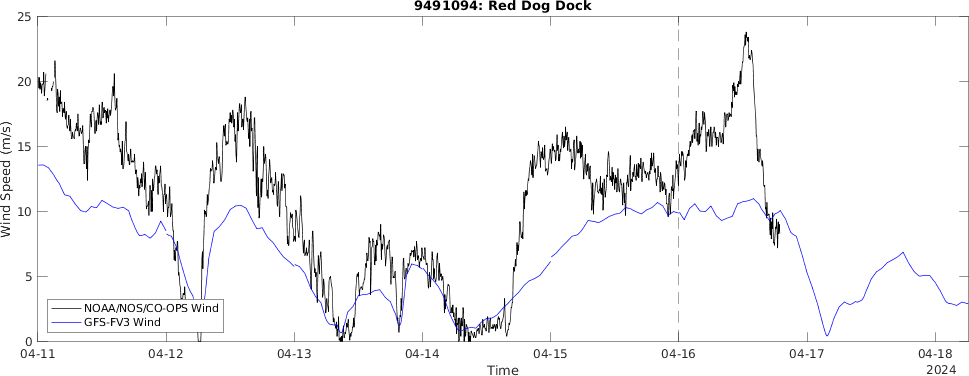 9491094: Red Dog Dock
25
20
15
10
5
0
Wind Speed (m/s)
NOAA/NOS/CO-OPS Wind
GFS-FV3 Wind
04-11 04-12 04-13 04-14 04-15 04-16 04-17 04-18
Time 2024